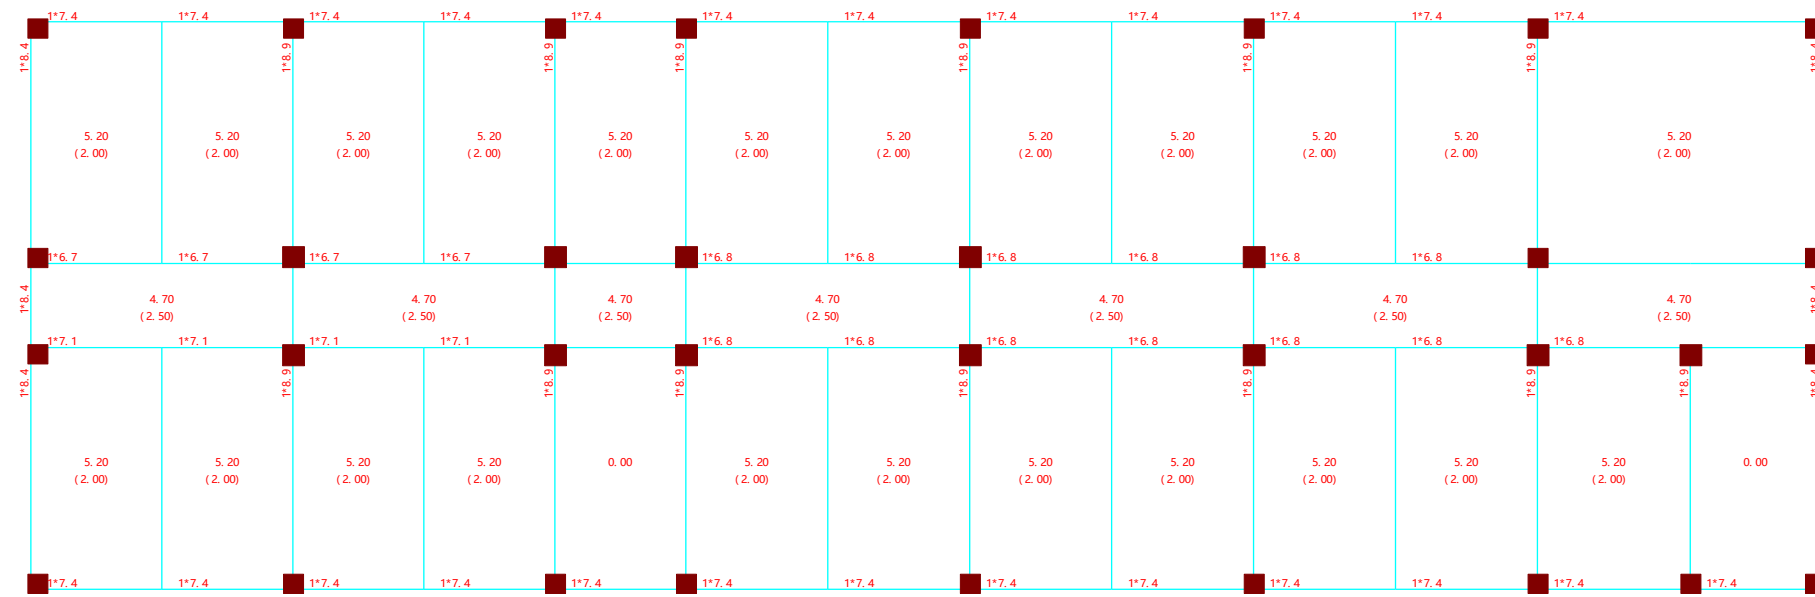 1*7.4 1*7.4 1*7.4 1*7.4 1*7.4 1*7.4 1*7.4 1*7.4 1*7.4 1*7.4 1*7.4 1*7.4
1*8.4 1*8.9 1*8.9 1*8.9 1*8.9 1*8.9 1*8.9 1*8.4
5.20 5.20 5.20 5.20 5.20 5.20 5.20 5.20 5.20 5.20 5.20 5.20
(2.00) (2.00) (2.00) (2.00) (2.00) (2.00) (2.00) (2.00) (2.00) (2.00) (2.00) (2.00)
1*6.7 1*6.7 1*6.7 1*6.7 1*6.8 1*6.8 1*6.8 1*6.8 1*6.8 1*6.8
1*8.4 1*8.4
4.70 4.70 4.70 4.70 4.70 4.70 4.70
(2.50) (2.50) (2.50) (2.50) (2.50) (2.50) (2.50)
1*7.1 1*7.1 1*7.1 1*7.1 1*6.8 1*6.8 1*6.8 1*6.8 1*6.8 1*6.8 1*6.8
1*8.4 1*8.9 1*8.9 1*8.9 1*8.9 1*8.9 1*8.9 1*8.9 1*8.4
5.20 5.20 5.20 5.20 0.00 5.20 5.20 5.20 5.20 5.20 5.20 5.20 0.00
(2.00) (2.00) (2.00) (2.00) (2.00) (2.00) (2.00) (2.00) (2.00) (2.00) (2.00)
1*7.4 1*7.4 1*7.4 1*7.4 1*7.4 1*7.4 1*7.4 1*7.4 1*7.4 1*7.4 1*7.4 1*7.4 1*7.4